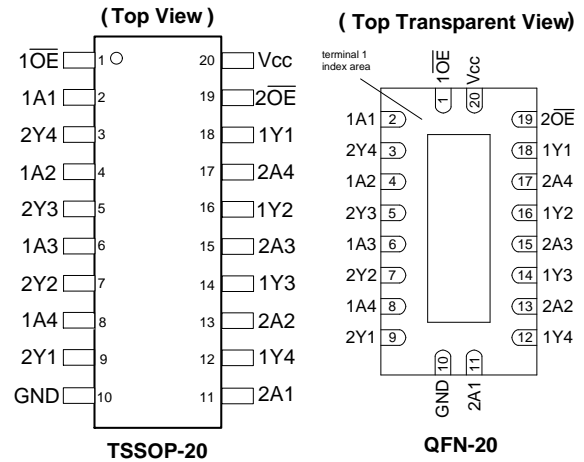 (Top View)
1O̅E̅ 1 20 Vcc
1A1 2 19 2O̅E̅
2Y4 3 18 1Y1
1A2 4 17 2A4
2Y3 5 16 1Y2
1A3 6 15 2A3
2Y2 7 14 1Y3
1A4 8 13 2A2
2Y1 9 12 1Y4
GND 10 11 2A1
TSSOP-20
( Top Transparent View)
terminal 1
index area
1O̅E̅ Vcc
1 20
1A1 2 19 2O̅E̅
2Y4 3 18 1Y1
1A2 4 17 2A4
2Y3 5 16 1Y2
1A3 6 15 2A3
2Y2 7 14 1Y3
1A4 8 13 2A2
2Y1 9 12 1Y4
10 11
GND 2A1
QFN-20